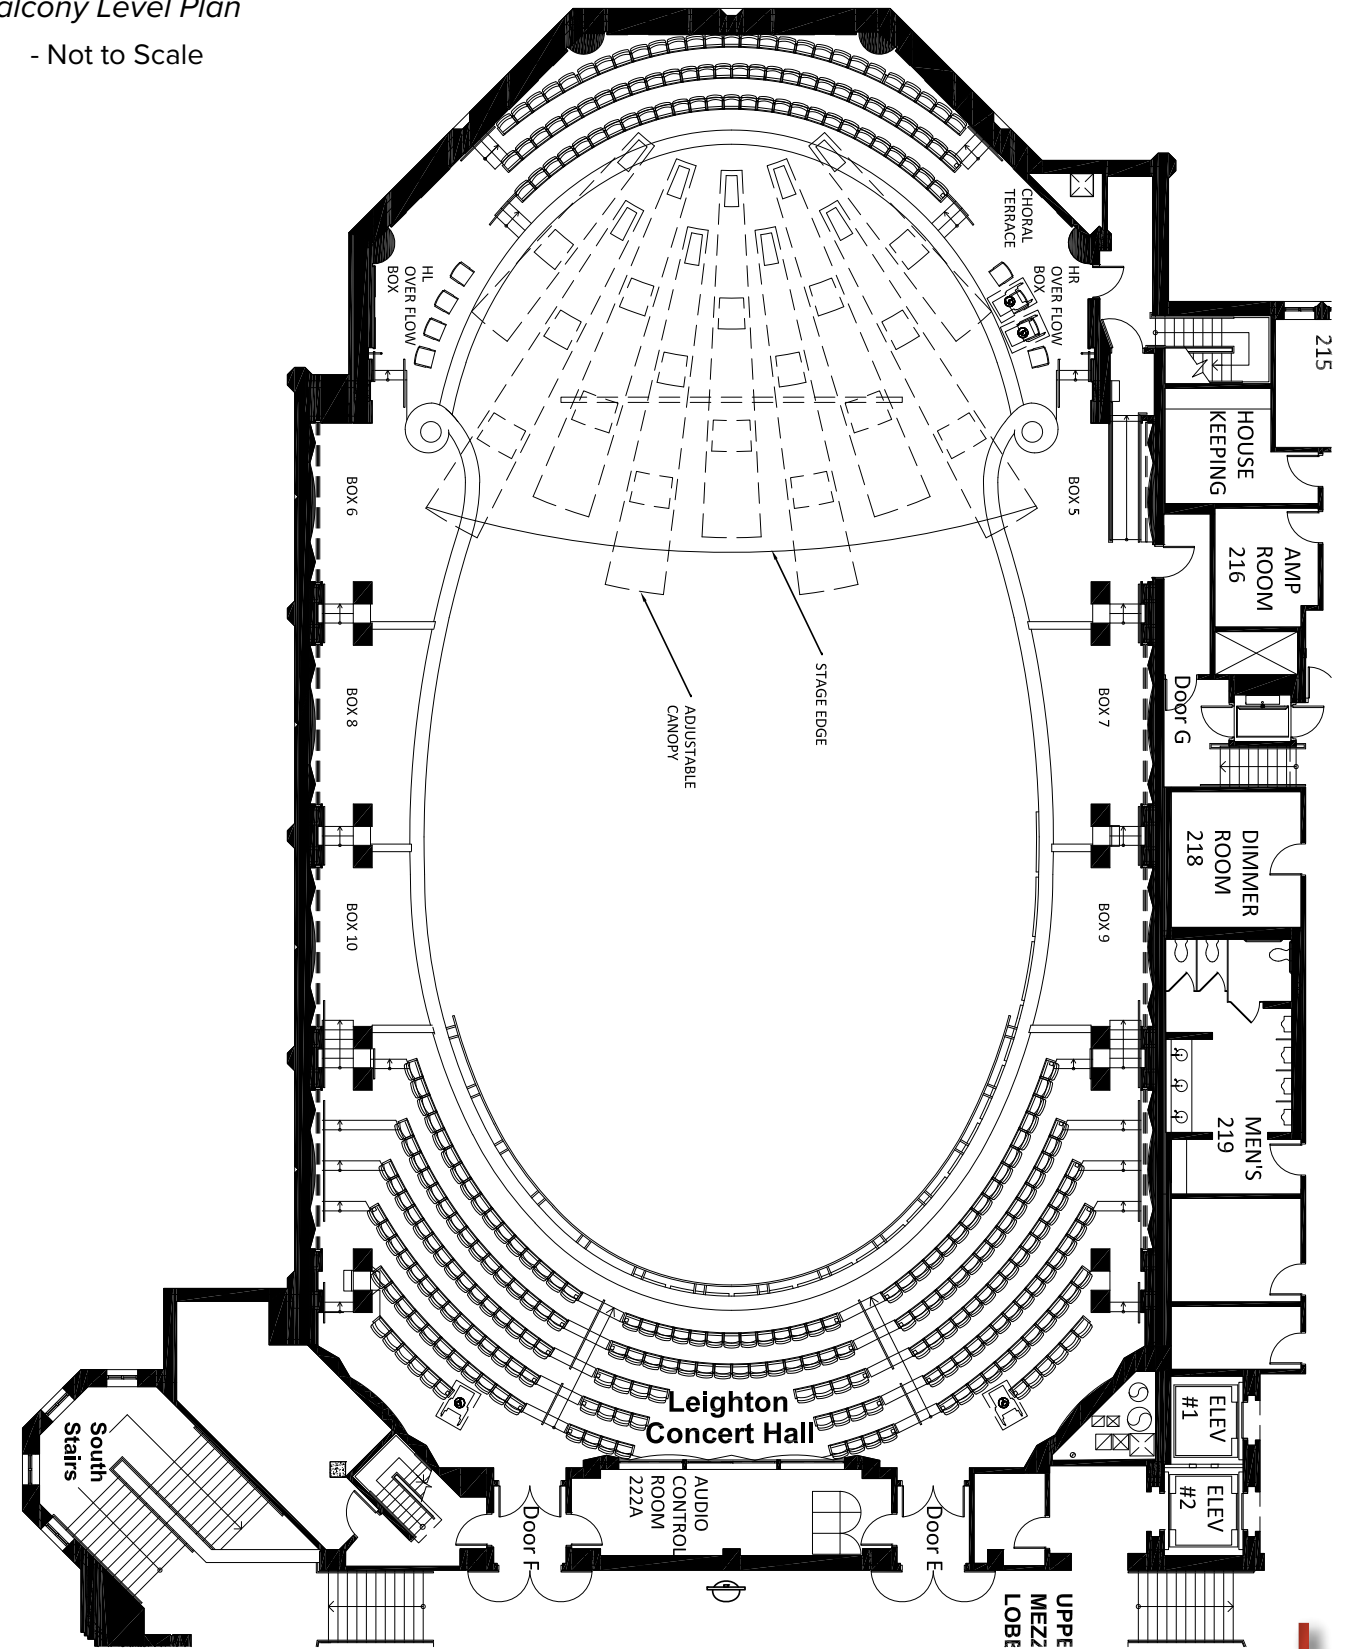 alcony Level Plan
- Not to Scale
CHORAL
TERRACE
HL
OVER FLOW
BOX
HR
OVER FLOW
BOX
215
HOUSE
KEEPING
BOX 6
BOX 5
AMP
ROOM
216
STAGE EDGE
ADJUSTABLE
CANOPY
BOX 8
BOX 7
Door G
DIMMER
ROOM
218
BOX 10
BOX 9
MEN'S
219
Leighton
Concert Hall
ELEV
#1
ELEV
#2
South
Stairs
AUDIO
CONTROL
ROOM
222A
Door F
Door E
UPPE
MEZZ
LOBB